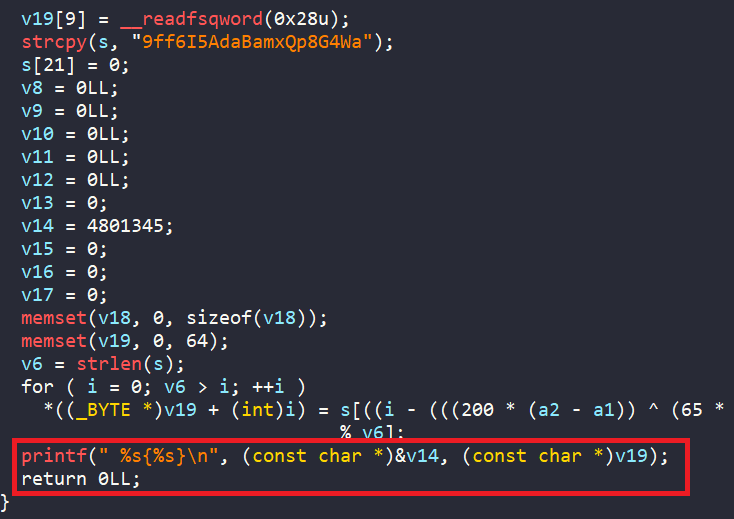 v19[9] = __readfsqword(0x28u);
strcpy(s, "9ff6I5AdaBamxQp8G4Wa");
s[21] = 0;
v8 = 0LL;
v9 = 0LL;
v10 = 0LL;
v11 = 0LL;
v12 = 0LL;
v13 = 0;
v14 = 4801345;
v15 = 0;
v16 = 0;
v17 = 0;
memset(v18, 0, sizeof(v18));
memset(v19, 0, 64);
v6 = strlen(s);
for ( i = 0; v6 > i; ++i )
*((_BYTE *)v19 + (int)i) = s[((i - (((200 * (a2 - a1)) ^ (65 *
% v6];
printf(" %s{%s}\n", (const char *)&v14, (const char *)v19);
return 0LL;
}